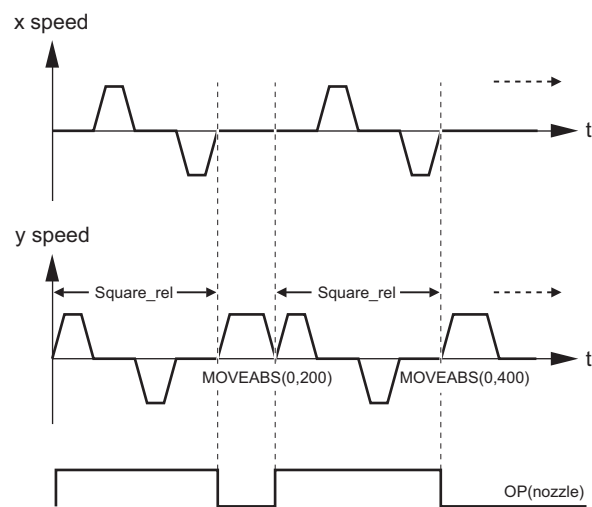 x speed
t
y speed
Square_rel
Square_rel
t
MOVEABS(0,200)
MOVEABS(0,400)
OP(nozzle)